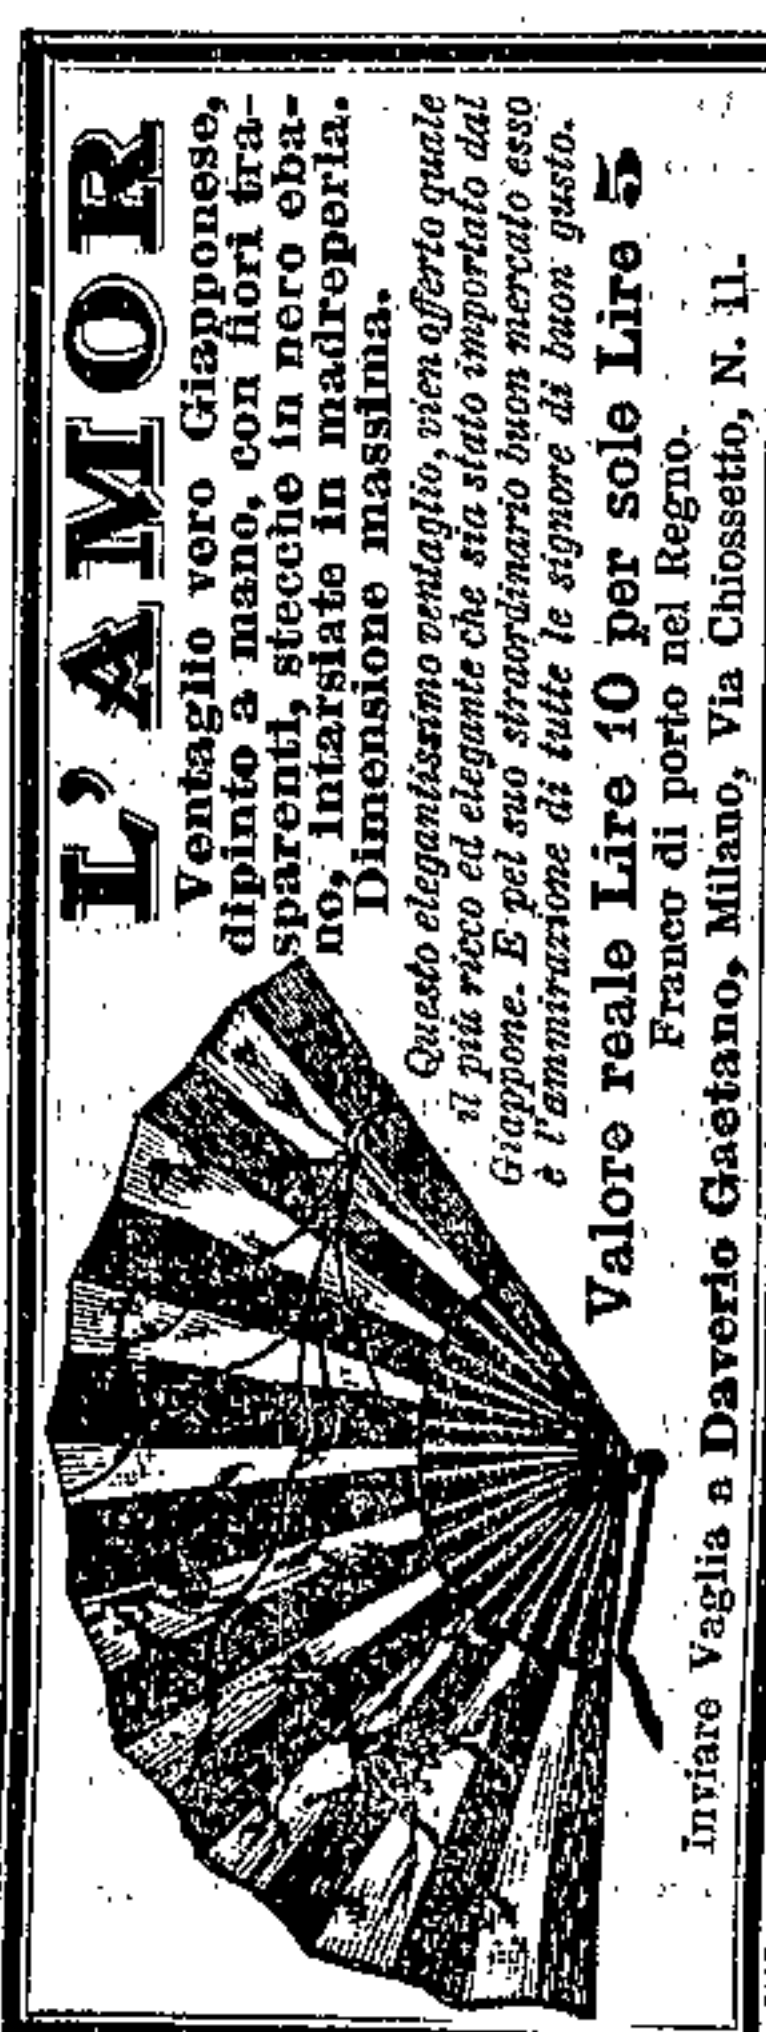 L'AMOR
Ventaglio vero Giapponese,
dipinto a mano, con fiori tra-
sparenti, stecche in nero eba-
no, intarsiate in madreperla.
Dimensione massima.
Questo elegantissimo ventaglio, vien offerto quale
il più ricco ed elegante che sia stato importato dal
Giappone. E pel suo straordinario buon mercato esso
è l'ammirazione di tutte le signore di buon gusto.
Valore reale Lire 10 per sole Lire 5
Franco di porto nel Regno.
Inviare Vaglia a Daverio Gaetano, Milano, Via Chiossetto, N. 11.